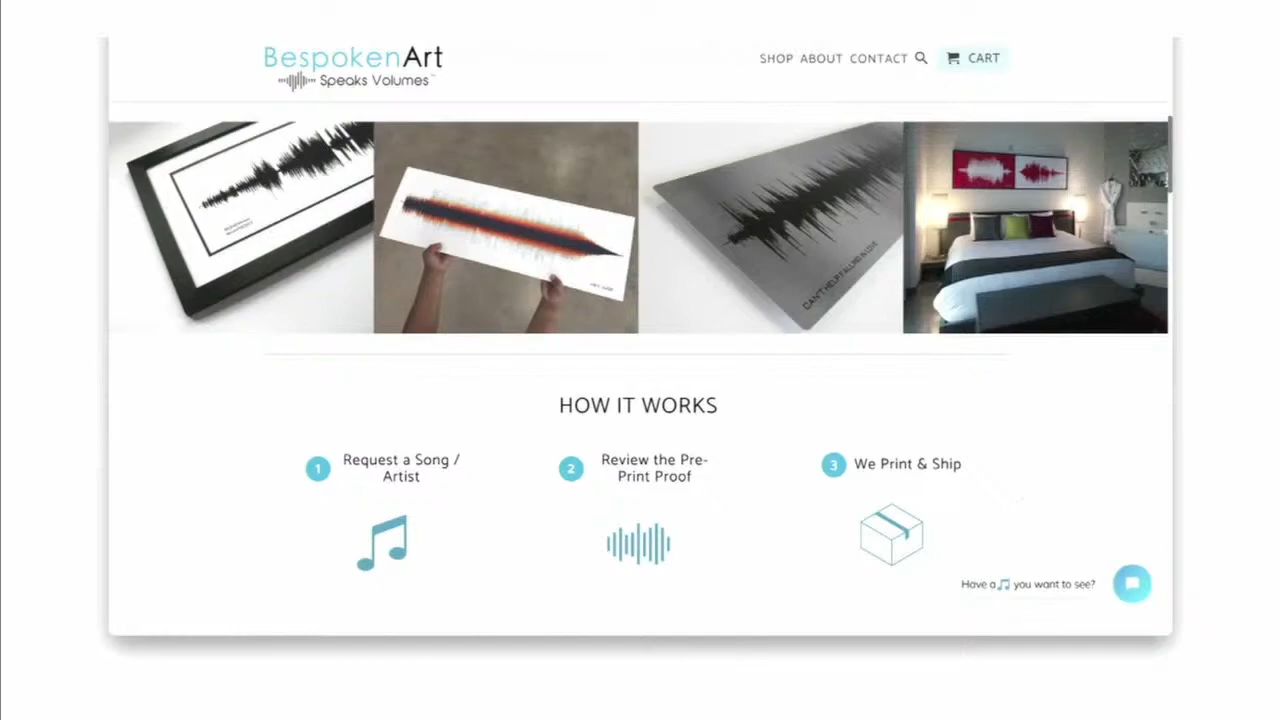 BespokenArt
Speaks Volumes™
SHOP ABOUT CONTACT
CART
CAN'T HELP FALLING IN LOVE
HOW IT WORKS
1
Request a Song /
Artist
2
Review the Pre-
Print Proof
3
We Print & Ship
Have a you want to see?